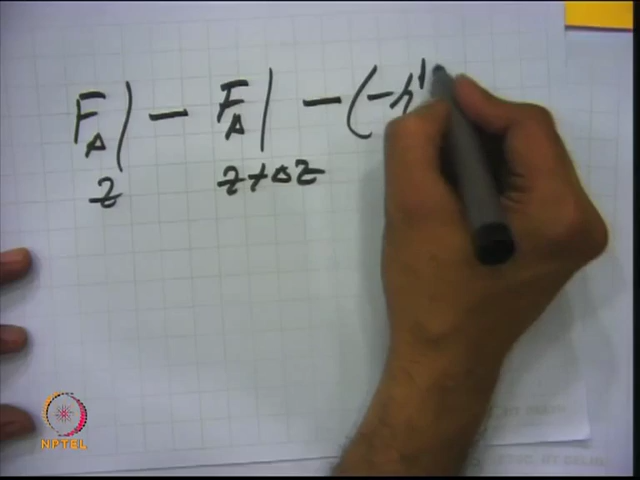 F_A|_z − F_A|_{z+Δz} − (−r'
NPTEL